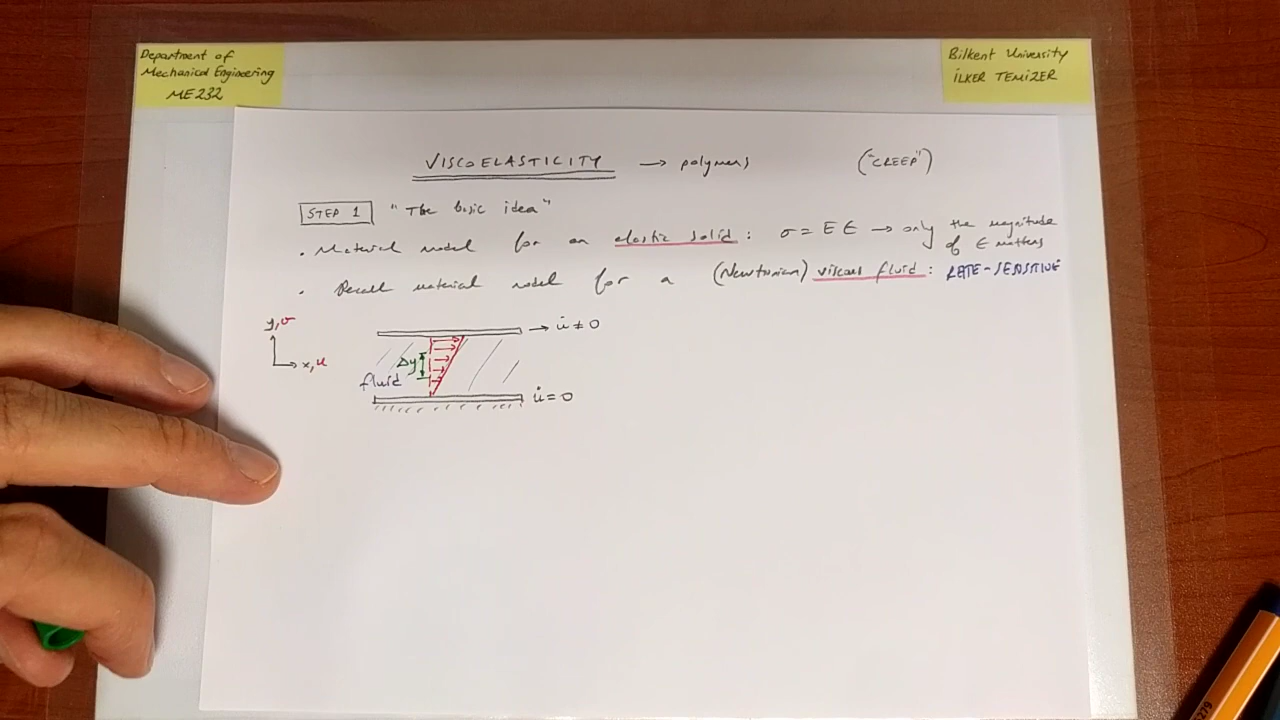 Department of
Mechanical Engineering
ME232
Bilkent University
İLKER TEMİZER
VISCOELASTICITY → polymers ("CREEP")
STEP 1 "The basic idea"
• Material model for an elastic solid: σ = E ϵ → only the magnitude
of ϵ matters
• Recall material model for a (Newtonian) viscous fluid: RATE-SENSITIVE
y,v
x,u
→ u̇ ≠ 0
Δy
fluid
u̇ = 0